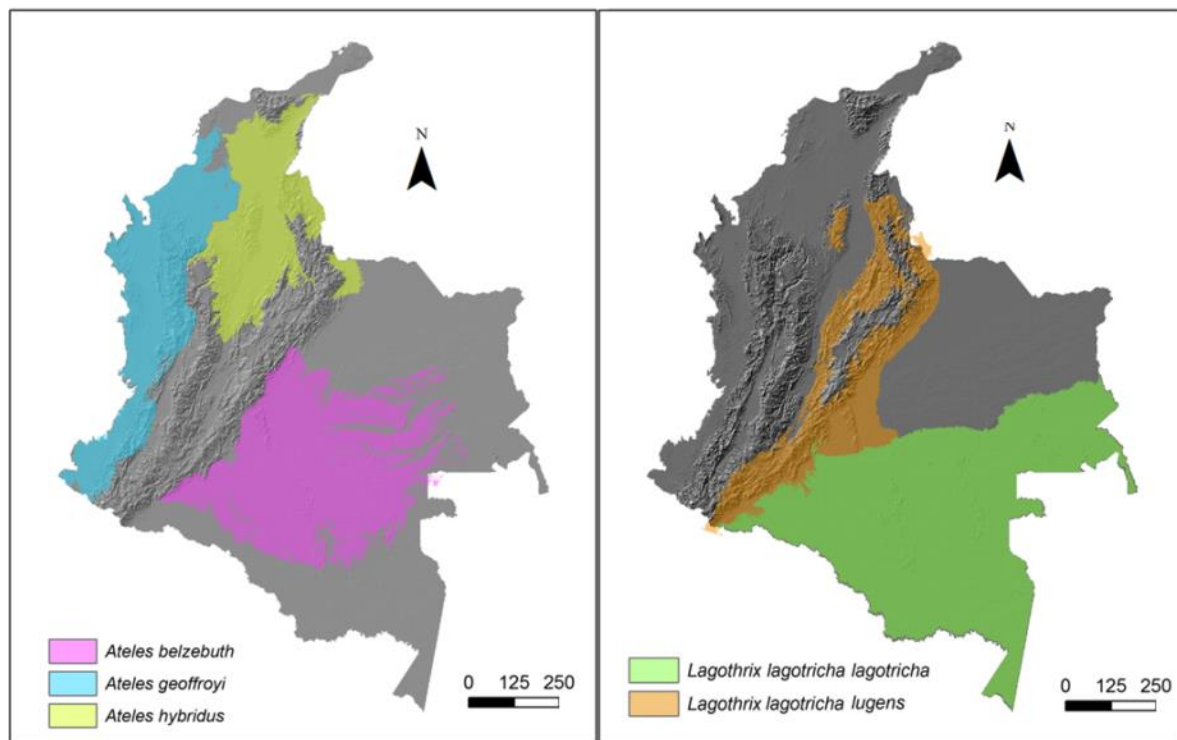 N
Ateles belzebuth
Ateles geoffroyi
Ateles hybridus
0 125 250
N
Lagothrix lagotricha lagotricha
Lagothrix lagotricha lugens
0 125 250